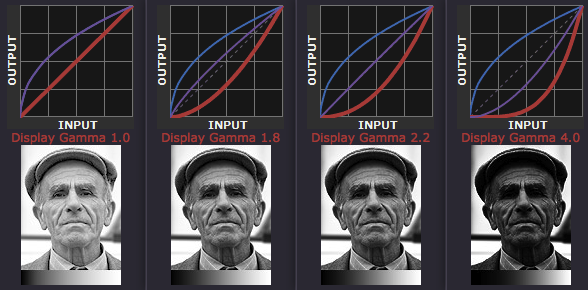 OUTPUT
INPUT
Display Gamma 1.0
OUTPUT
INPUT
Display Gamma 1.8
OUTPUT
INPUT
Display Gamma 2.2
OUTPUT
INPUT
Display Gamma 4.0